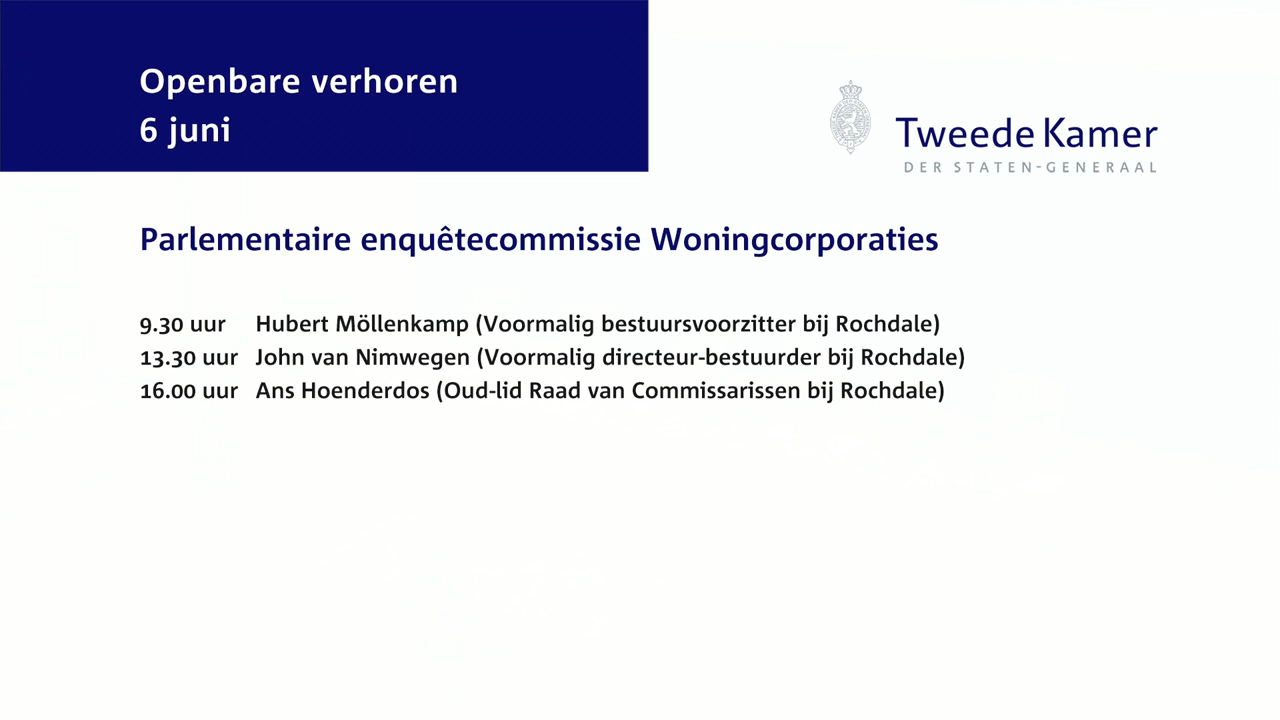 Openbare verhoren
6 juni
Tweede Kamer
DER STATEN-GENERAAL
Parlementaire enquêtecommissie Woningcorporaties
9.30 uur Hubert Möllenkamp (Voormalig bestuursvoorzitter bij Rochdale)
13.30 uur John van Nimwegen (Voormalig directeur-bestuurder bij Rochdale)
16.00 uur Ans Hoenderdos (Oud-lid Raad van Commissarissen bij Rochdale)